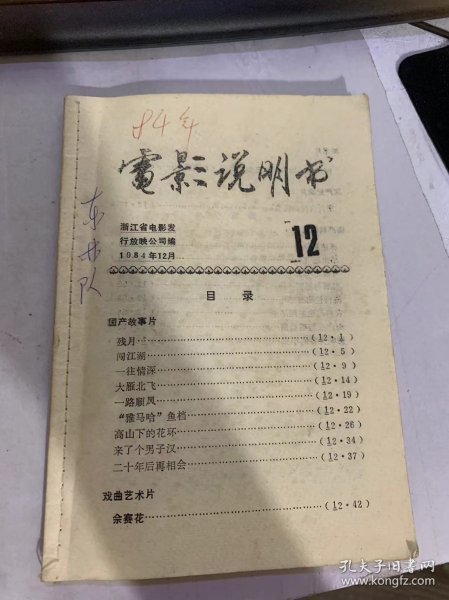 84年
電影说明书
东井队
浙江省电影发
行放映公司编
1984年12月
12
目录
国产故事片
残月…………(12·1)
闯江湖…………(12·5)
一往情深…………(12·9)
大雁北飞…………(12·14)
一路顺风…………(12·19)
“雅马哈”鱼档…………(12·22)
高山下的花环…………(12·26)
来了个男子汉…………(12·34)
二十年后再相会…………(12·37)
戏曲艺术片
佘赛花…………(12·42)
孔夫子旧书网
www.kongfz.com